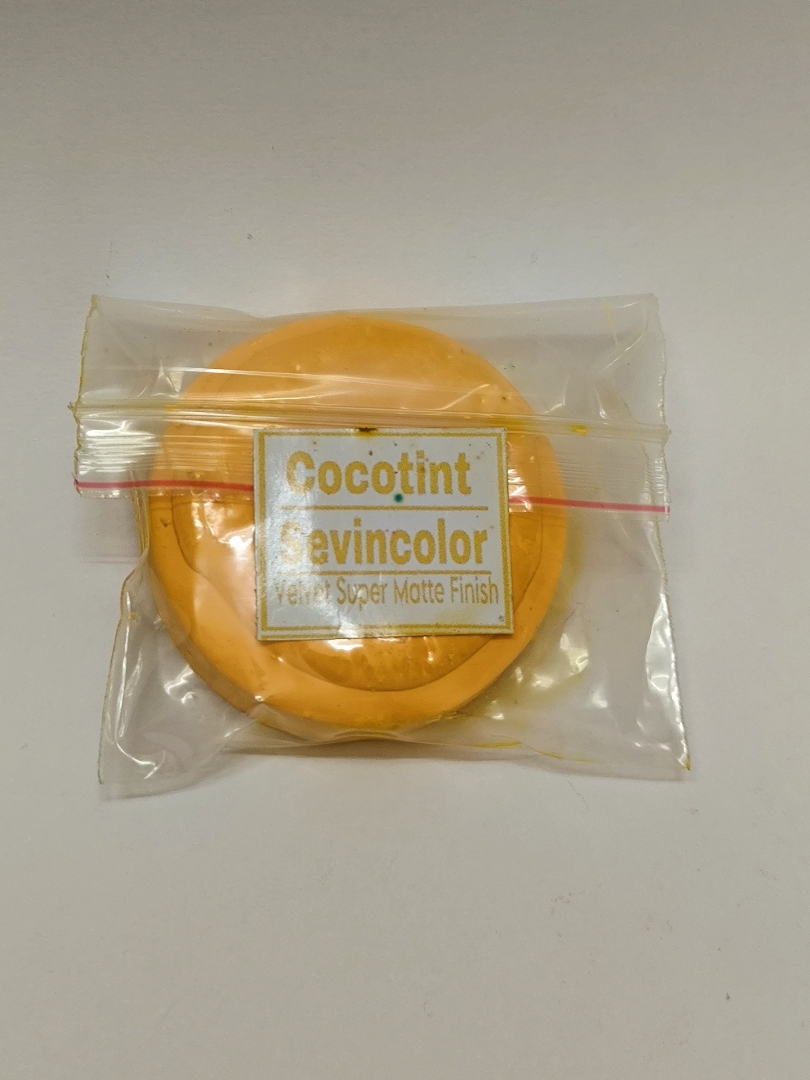 Cocotint
Sevincolor
Velvet Super Matte Finish